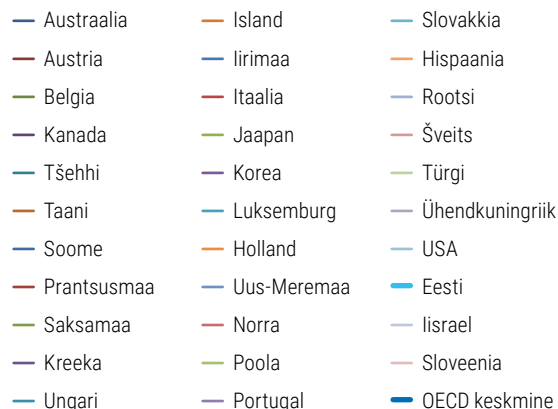 Austraalia
Austria
Belgia
Kanada
Tšehhi
Taani
Soome
Prantsusmaa
Saksamaa
Kreeka
Ungari
Island
Iirimaa
Itaalia
Jaapan
Korea
Luksemburg
Holland
Uus-Meremaa
Norra
Poola
Portugal
Slovakkia
Hispaania
Rootsi
Šveits
Türgi
Ühendkuningriik
USA
Eesti
Iisrael
Sloveenia
OECD keskmine